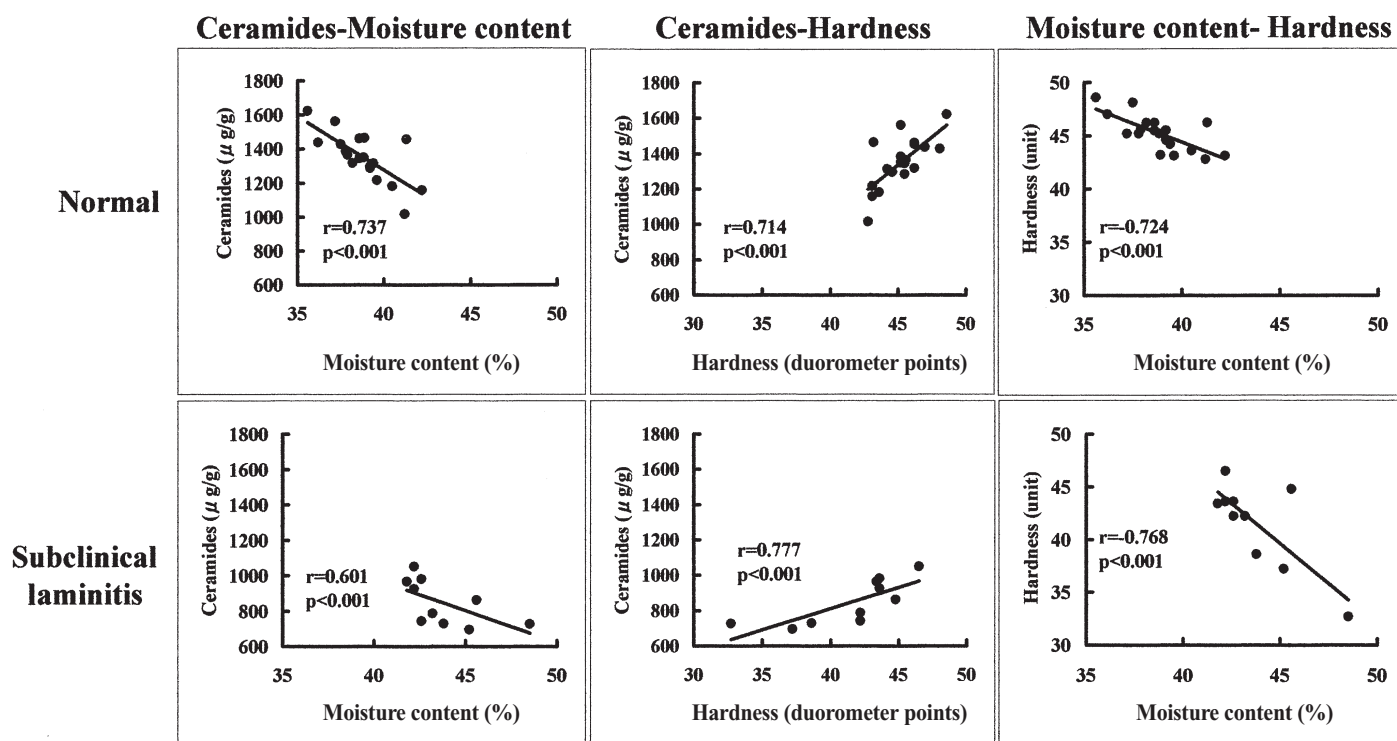 Ceramides-Moisture content
Ceramides-Hardness
Moisture content- Hardness
Normal
Ceramides (μ g/g)
1800
1600
1400
1200
1000
800
600
r=0.737
p<0.001
35
40
45
50
Moisture content (%)
Ceramides (μ g/g)
1800
1600
1400
1200
1000
800
600
r=0.714
p<0.001
30
35
40
45
50
Hardness (duorometer points)
Hardness (unit)
50
45
40
35
30
r=-0.724
p<0.001
35
40
45
50
Moisture content (%)
Subclinical
laminitis
Ceramides (μ g/g)
1800
1600
1400
1200
1000
800
600
r=0.601
p<0.001
35
40
45
50
Moisture content (%)
Ceramides (μ g/g)
1800
1600
1400
1200
1000
800
600
r=0.777
p<0.001
30
35
40
45
50
Hardness (duorometer points)
Hardness (unit)
50
45
40
35
30
r=-0.768
p<0.001
35
40
45
50
Moisture content (%)